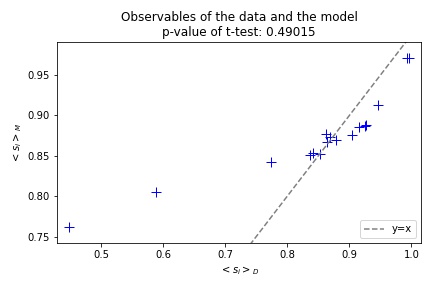 Observables of the data and the model
p-value of t-test: 0.49015
< s_i >_M
0.95
0.90
0.85
0.80
0.75
y=x
0.5 0.6 0.7 0.8 0.9 1.0
< s_i >_D